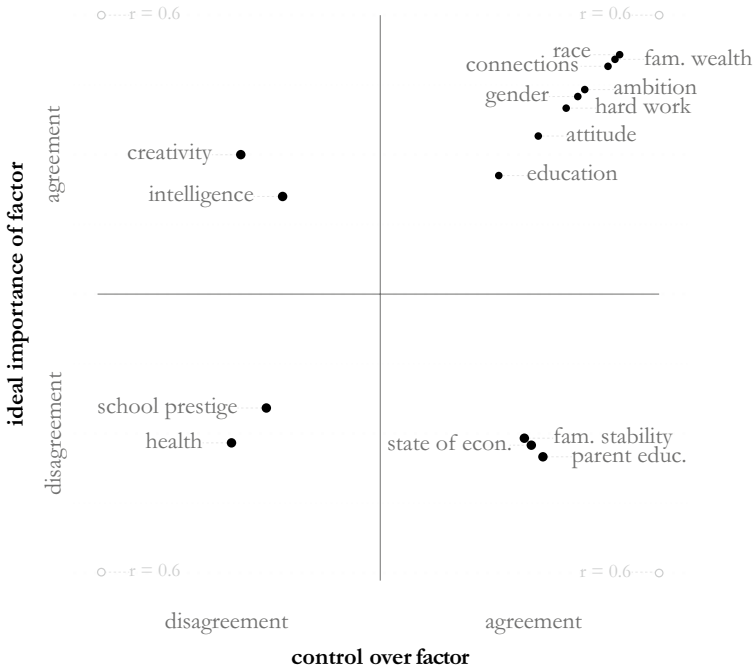 r = 0.6
r = 0.6
race
fam. wealth
connections
ambition
gender
hard work
attitude
creativity
education
intelligence
agreement
ideal importance of factor
disagreement
school prestige
health
fam. stability
state of econ.
parent educ.
r = 0.6
r = 0.6
disagreement
agreement
control over factor